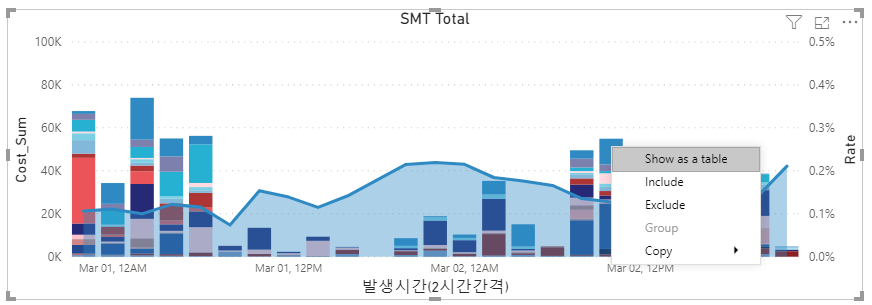 SMT Total
100K
80K
60K
40K
20K
0K
Cost_Sum
0.5%
0.4%
0.3%
0.2%
0.1%
0.0%
Rate
Show as a table
Include
Exclude
Group
Copy
Mar 01, 12AM
Mar 01, 12PM
Mar 02, 12AM
Mar 02, 12PM
발생시간(2시간간격)